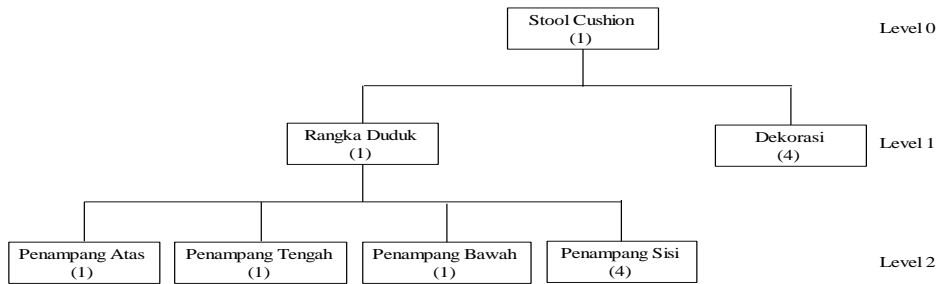 Stool Cushion
(1)
Level 0
Rangka Duduk
(1)
Dekorasi
(4)
Level 1
Penampang Atas
(1)
Penampang Tengah
(1)
Penampang Bawah
(1)
Penampang Sisi
(4)
Level 2